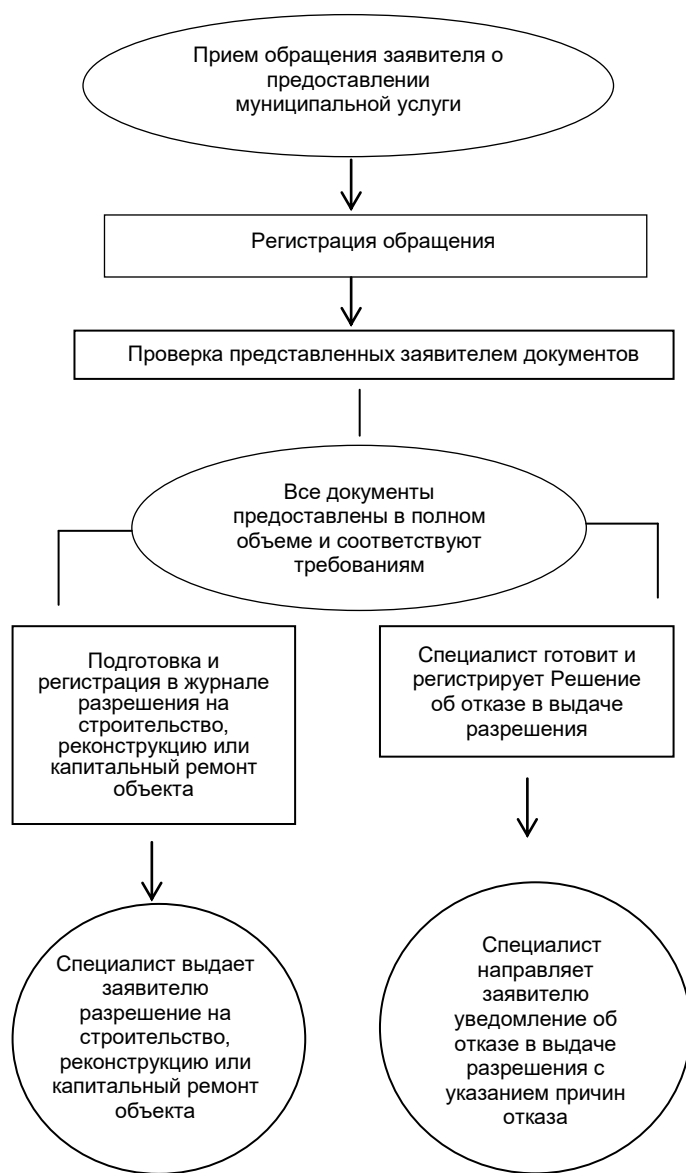 Прием обращения заявителя о
предоставлении
муниципальной услуги
Регистрация обращения
Проверка представленных заявителем документов
Все документы
предоставлены в полном
объеме и соответствуют
требованиям
Подготовка и
регистрация в журнале
разрешения на
строительство,
реконструкцию или
капитальный ремонт
объекта
Специалист готовит и
регистрирует Решение
об отказе в выдаче
разрешения
Специалист выдает
заявителю
разрешение на
строительство,
реконструкцию или
капитальный ремонт
объекта
Специалист
направляет
заявителю
уведомление об
отказе в выдаче
разрешения с
указанием причин
отказа